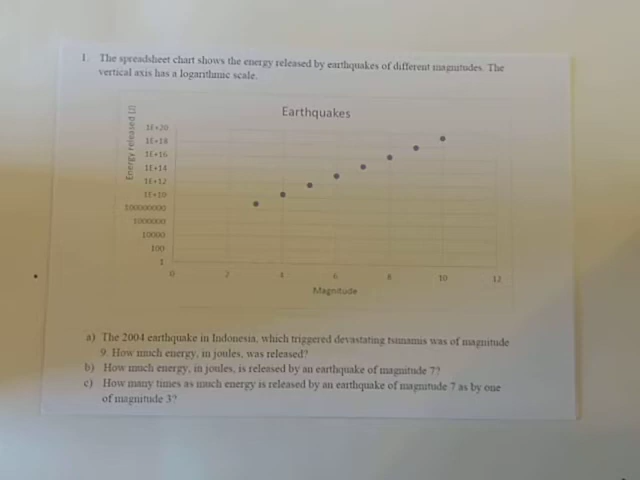 1. The spreadsheet chart shows the energy released by earthquakes of different magnitudes. The
vertical axis has a logarithmic scale.
Earthquakes
Energy released (J)
1E+20
1E+18
1E+16
1E+14
1E+12
1E+10
100000000
1000000
10000
100
1
0 2 4 6 8 10 12
Magnitude
a) The 2004 earthquake in Indonesia, which triggered devastating tsunamis was of magnitude
9. How much energy, in joules, was released?
b) How much energy, in joules, is released by an earthquake of magnitude 7?
c) How many times as much energy is released by an earthquake of magnitude 7 as by one
of magnitude 3?